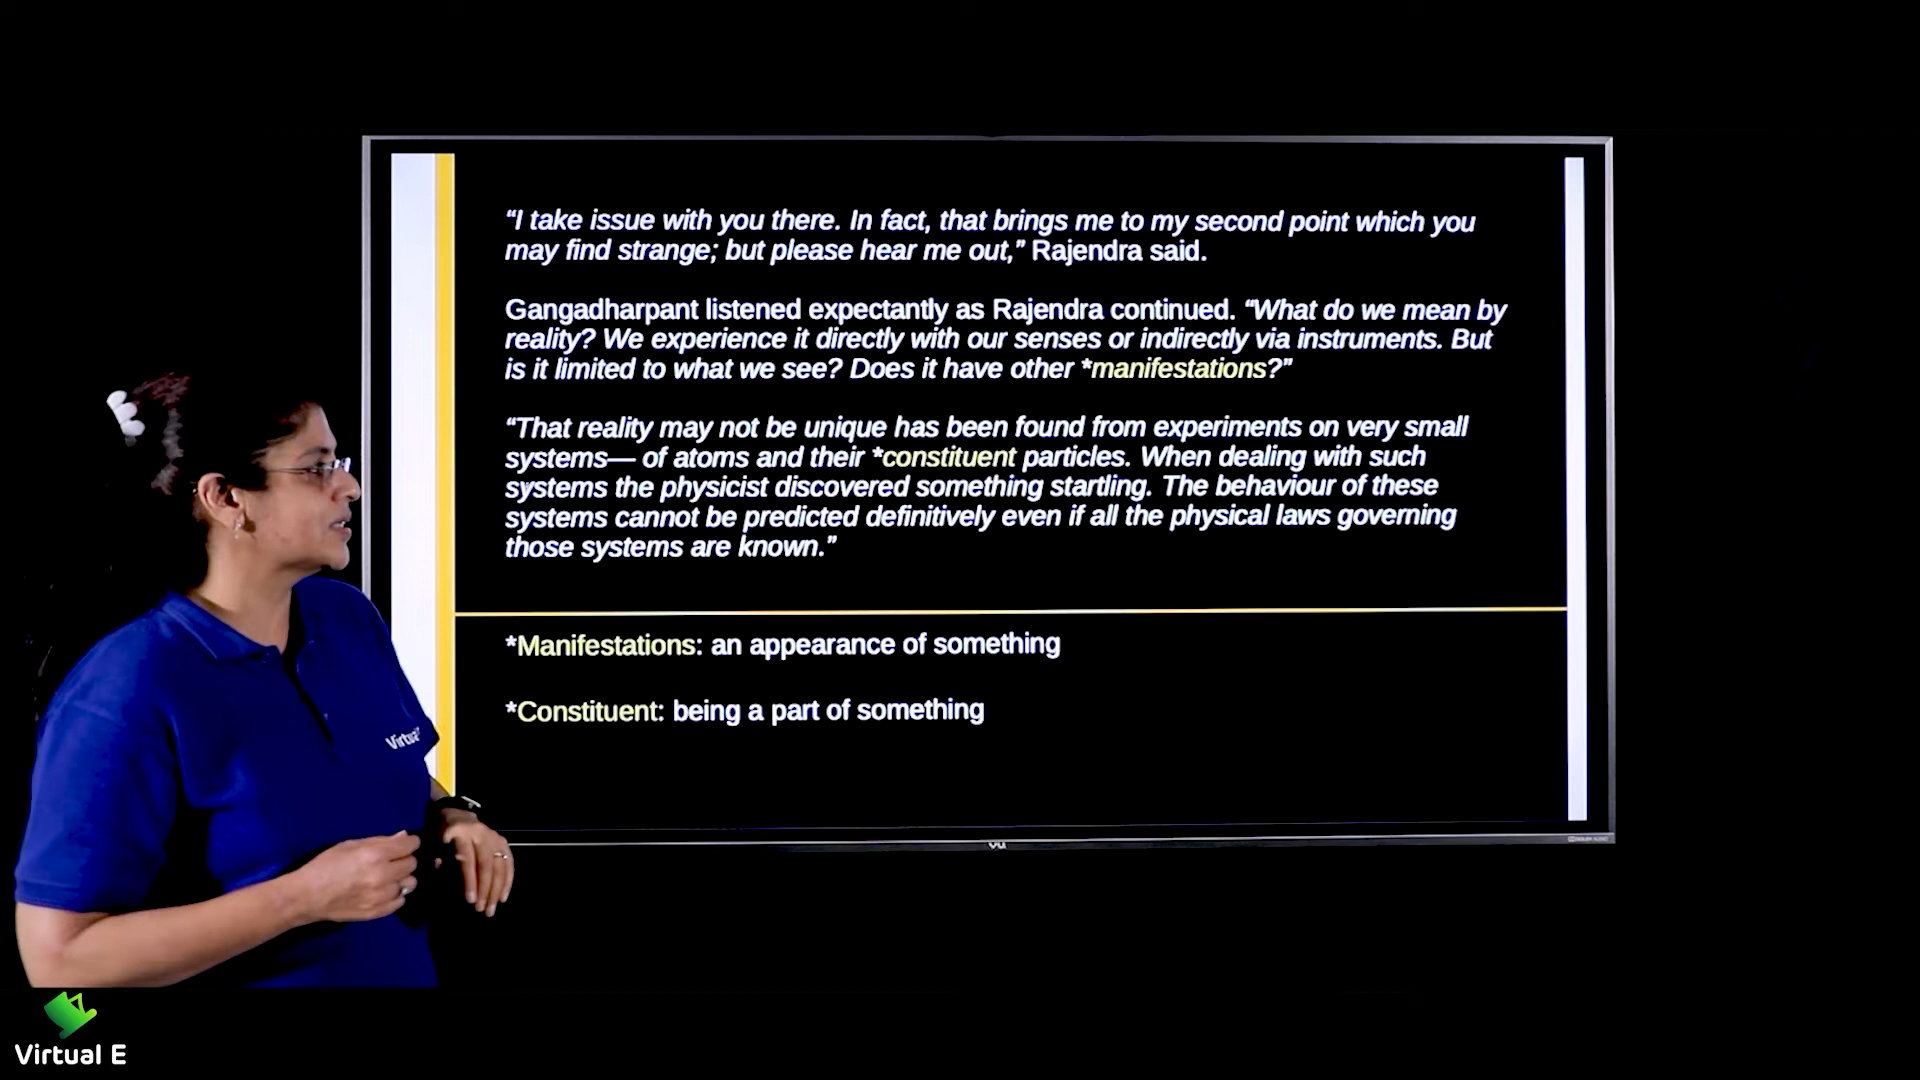 “I take issue with you there. In fact, that brings me to my second point which you
may find strange; but please hear me out,” Rajendra said.
Gangadharpant listened expectantly as Rajendra continued. “What do we mean by
reality? We experience it directly with our senses or indirectly via instruments. But
is it limited to what we see? Does it have other *manifestations?”
“That reality may not be unique has been found from experiments on very small
systems— of atoms and their *constituent particles. When dealing with such
systems the physicist discovered something startling. The behaviour of these
systems cannot be predicted definitively even if all the physical laws governing
those systems are known.”
*Manifestations: an appearance of something
*Constituent: being a part of something
Virtual
vu
Virtual E